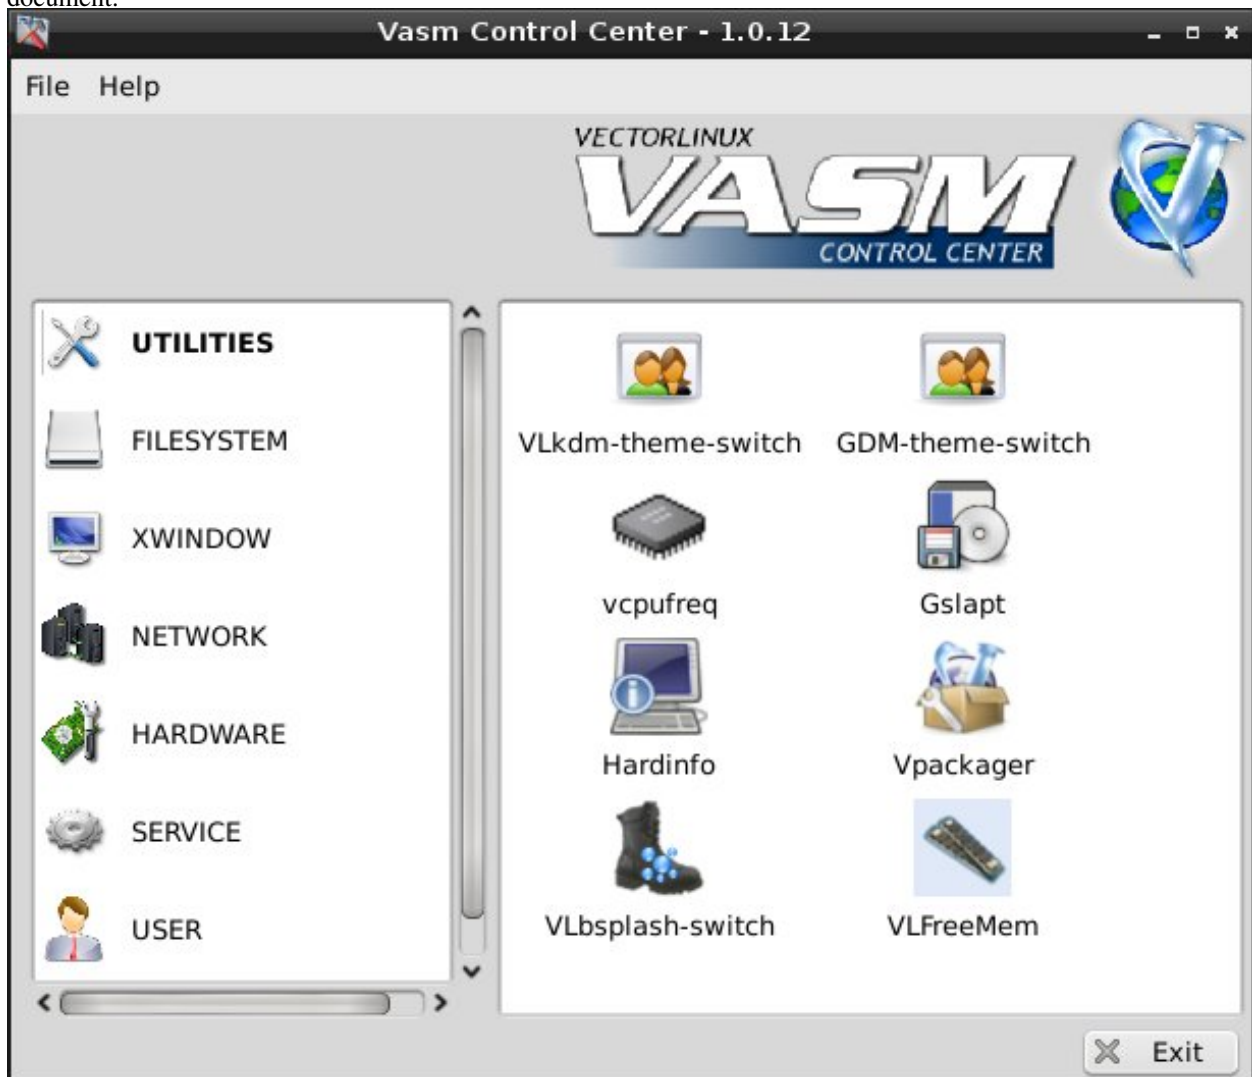 document.
Vasm Control Center - 1.0.12
File Help
VECTORLINUX
VASM
CONTROL CENTER
UTILITIES
FILESYSTEM
XWINDOW
NETWORK
HARDWARE
SERVICE
USER
VLkdm-theme-switch GDM-theme-switch
vcpufreq Gslapt
Hardinfo Vpackager
VLbsplash-switch VLFreeMem
Exit